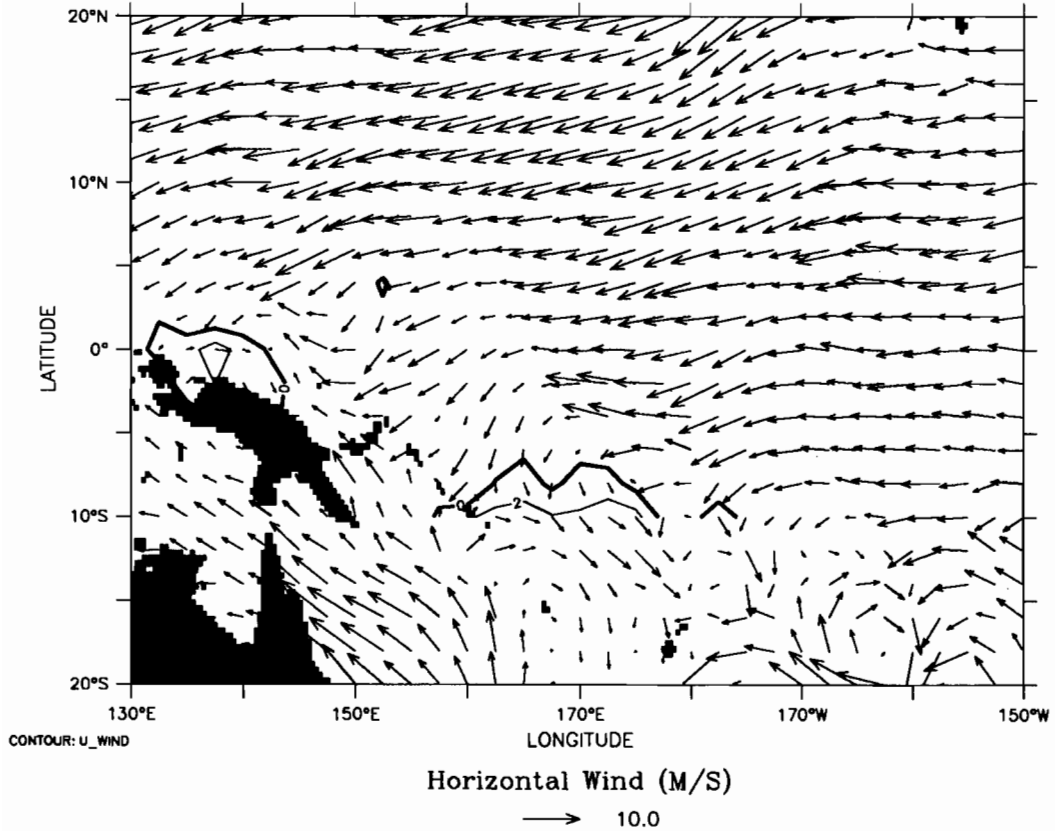 20°N
10°N
0°
10°S
20°S
LATITUDE
0
0
2
130°E 150°E 170°E 170°W 150°W
CONTOUR: U_WIND
LONGITUDE
Horizontal Wind (M/S)
10.0